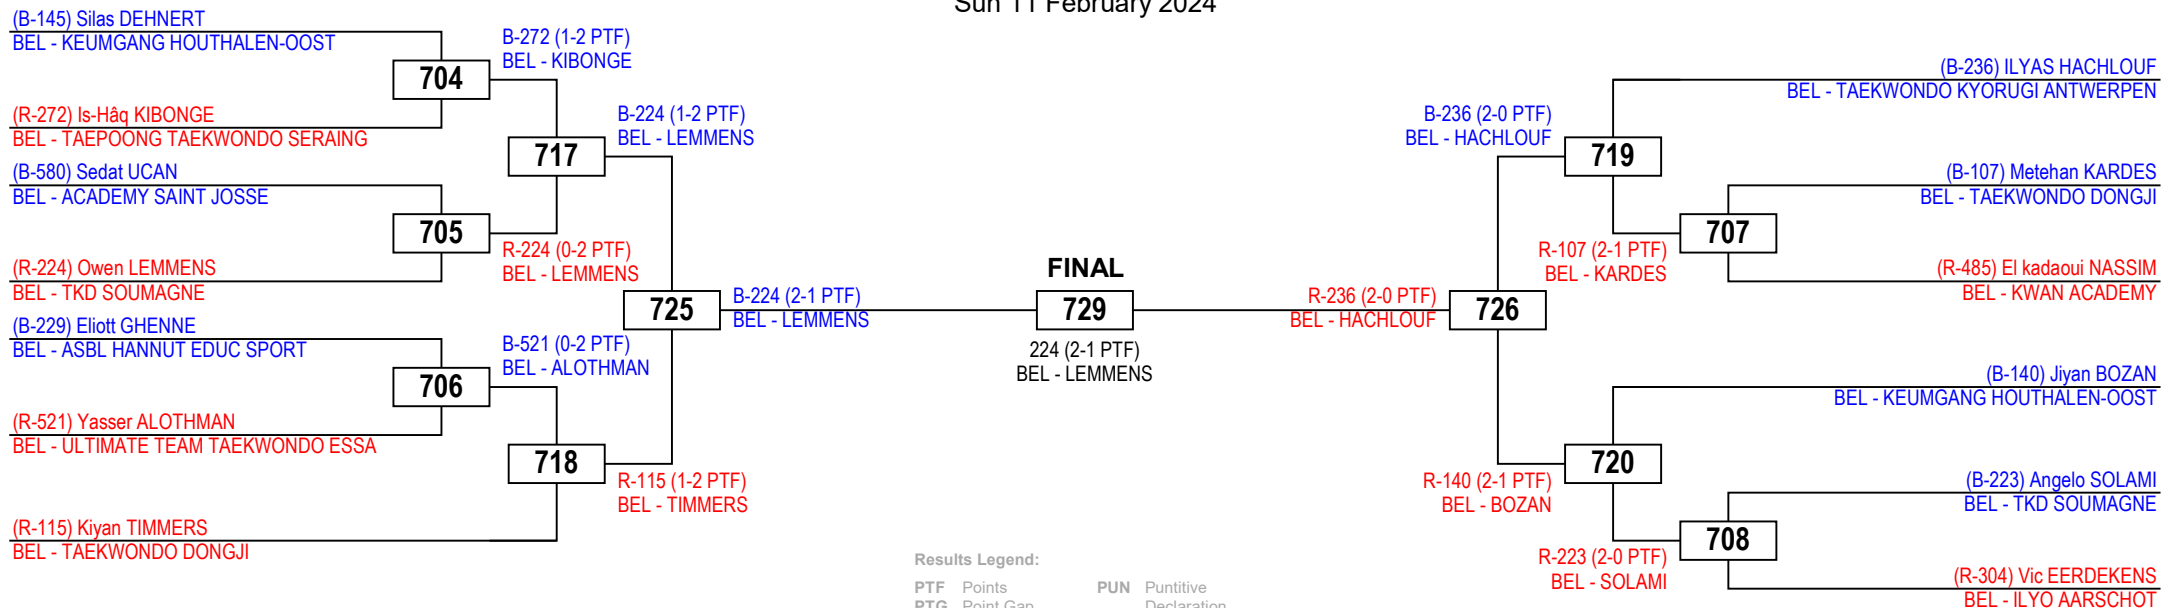 Sun 11 February 2024
(B-145) Silas DEHNERT
BEL - KEUMGANG HOUTHALEN-OOST
704
(R-272) Is-Hâq KIBONGE
BEL - TAEPOONG TAEKWONDO SERAING
(B-580) Sedat UCAN
BEL - ACADEMY SAINT JOSSE
705
(R-224) Owen LEMMENS
BEL - TKD SOUMAGNE
(B-229) Eliott GHENNE
BEL - ASBL HANNUT EDUC SPORT
706
(R-521) Yasser ALOTHMAN
BEL - ULTIMATE TEAM TAEKWONDO ESSA
(R-115) Kiyan TIMMERS
BEL - TAEKWONDO DONGJI
B-272 (1-2 PTF)
BEL - KIBONGE
717
R-224 (0-2 PTF)
BEL - LEMMENS
B-521 (0-2 PTF)
BEL - ALOTHMAN
718
B-224 (1-2 PTF)
BEL - LEMMENS
725
R-115 (1-2 PTF)
BEL - TIMMERS
B-224 (2-1 PTF)
BEL - LEMMENS
FINAL
729
224 (2-1 PTF)
BEL - LEMMENS
R-236 (2-0 PTF)
BEL - HACHLOUF
726
B-236 (2-0 PTF)
BEL - HACHLOUF
719
R-107 (2-1 PTF)
BEL - KARDES
R-140 (2-1 PTF)
BEL - BOZAN
720
R-223 (2-0 PTF)
BEL - SOLAMI
(B-236) ILYAS HACHLOUF
BEL - TAEKWONDO KYORUGI ANTWERPEN
(B-107) Metehan KARDES
BEL - TAEKWONDO DONGJI
707
(R-485) El kadaoui NASSIM
BEL - KWAN ACADEMY
(B-140) Jiyan BOZAN
BEL - KEUMGANG HOUTHALEN-OOST
(B-223) Angelo SOLAMI
BEL - TKD SOUMAGNE
708
(R-304) Vic EERDEKENS
BEL - ILYO AARSCHOT
Results Legend:
PTF Points PUN Puntitive
PTG Point Gap Declaration